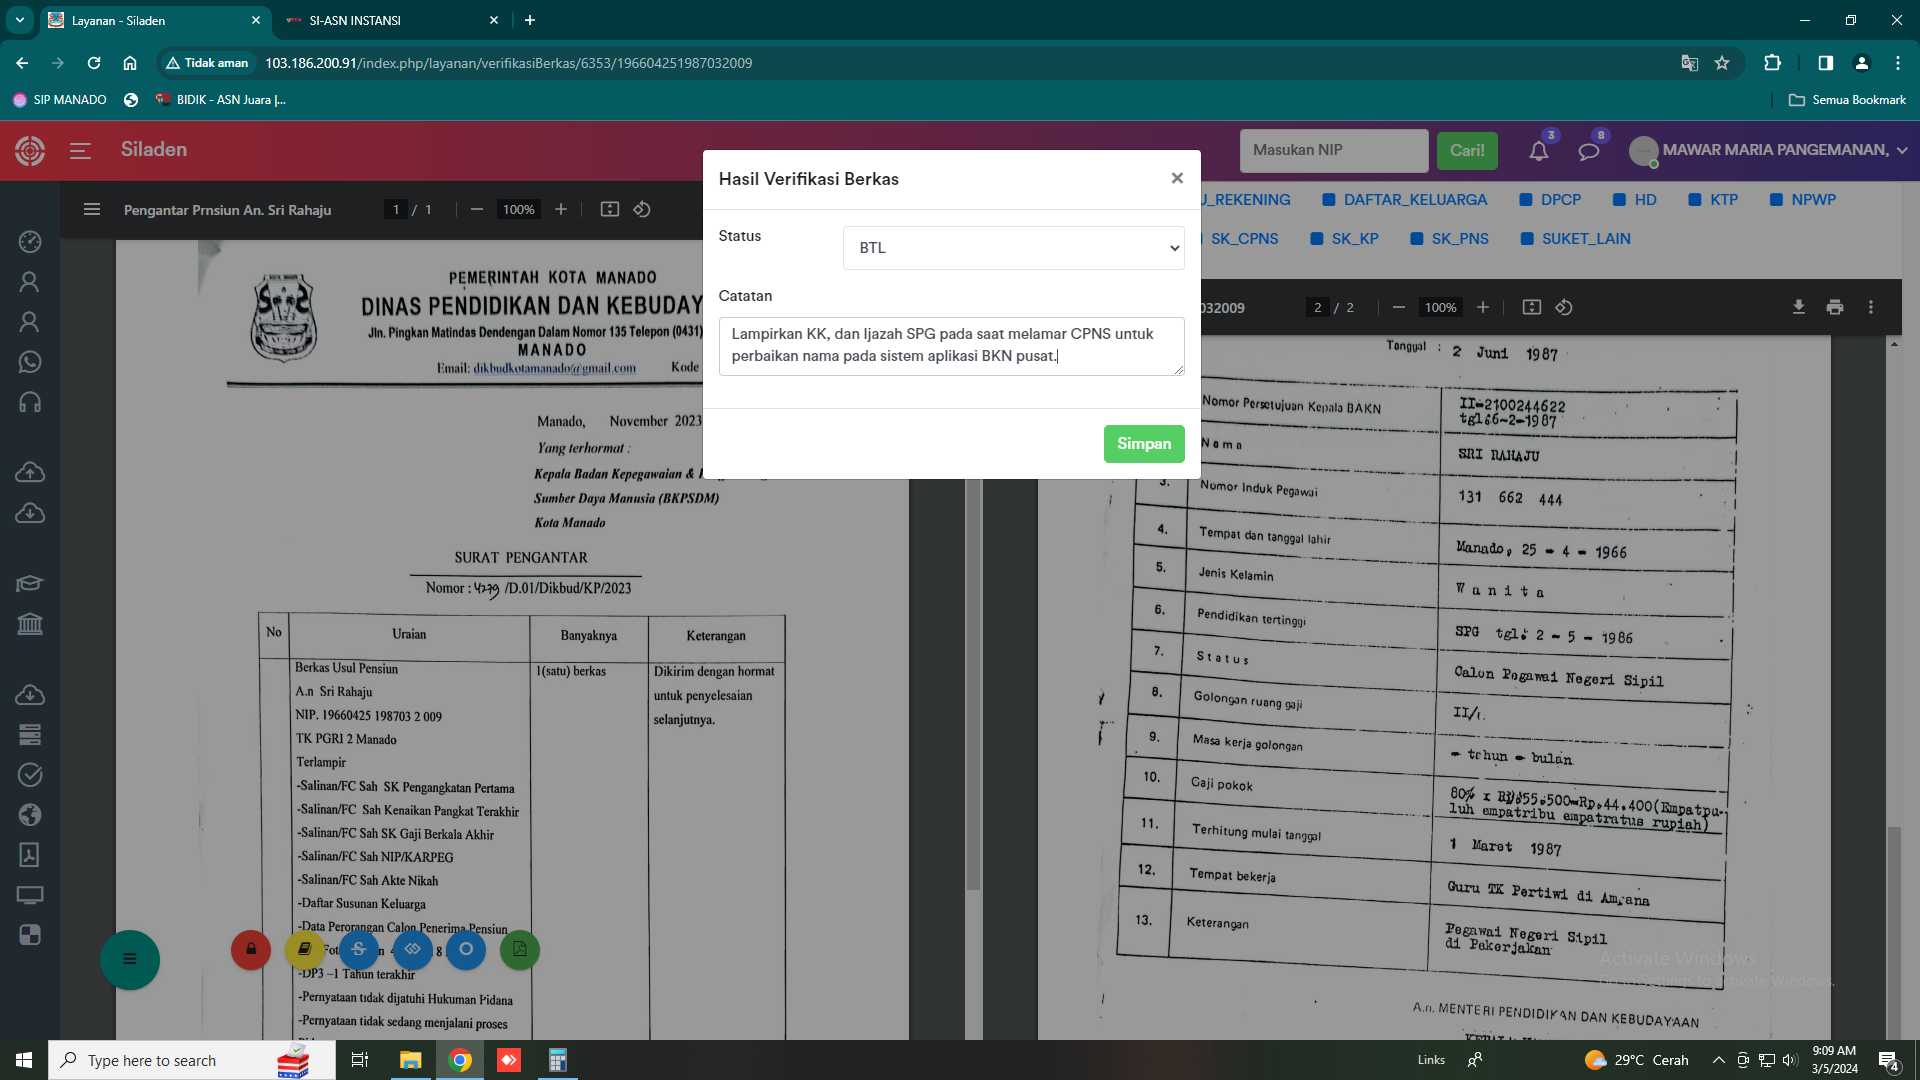 Layanan - Siladen
SI-ASN INSTANSI
Tidak aman
103.186.200.91/index.php/layanan/verifikasiBerkas/6353/196604251987032009
SIP MANADO
BIDIK - ASN Juara |...
Semua Bookmark
Siladen
Masukan NIP
Cari!
3
8
MAWAR MARIA PANGEMANAN,
Pengantar Prnsiun An. Sri Rahaju
1 / 1
100%
Hasil Verifikasi Berkas
Status
BTL
Catatan
Lampirkan KK, dan Ijazah SPG pada saat melamar CPNS untuk
perbaikan nama pada sistem aplikasi BKN pusat.
Simpan
U_REKENING DAFTAR_KELUARGA DPCP HD KTP NPWP
SK_CPNS SK_KP SK_PNS SUKET_LAIN
032009
2 / 2
100%
PEMERINTAH KOTA MANADO
DINAS PENDIDIKAN DAN KEBUDAY
Jln. Pingkan Matindas Dendengan Dalam Nomor 135 Telepon (0431)
MANADO
Email: dikbudkotamanado@gmail.com Kode
Manado, November 2023
Yang terhormat :
Kepala Badan Kepegawaian &
Sumber Daya Manusia (BKPSDM)
Kota Manado
SURAT PENGANTAR
Nomor : 4279 /D.01/Dikbud/KP/2023
No Uraian Banyaknya Keterangan
Berkas Usul Pensiun 1(satu) berkas Dikirim dengan hormat
A.n Sri Rahaju untuk penyelesaian
NIP. 19660425 198703 2 009 selanjutnya.
TK PGRI 2 Manado
Terlampir
-Salinan/FC Sah SK Pengangkatan Pertama
-Salinan/FC Sah Kenaikan Pangkat Terakhir
-Salinan/FC Sah SK Gaji Berkala Akhir
-Salinan/FC Sah NIP/KARPEG
-Salinan/FC Sah Akte Nikah
-Daftar Susunan Keluarga
-Data Perorangan Calon Penerima Pensiun
-DP3 –1 Tahun terakhir
-Pernyataan tidak dijatuhi Hukuman Pidana
-Pernyataan tidak sedang menjalani proses
Tanggal : 2 Juni 1987
Nomor Persetujuan Kepala BAKN II-2100244622
tgl:6-2-1987
Nama SRI RAHAJU
3. Nomor Induk Pegawai 131 662 444
4. Tempat dan tanggal lahir Manado, 25 - 4 - 1966
5. Jenis Kelamin Wanita
6. Pendidikan tertinggi SPG tgl: 2 - 5 - 1986
7. Status Calon Pegawai Negeri Sipil
8. Golongan ruang gaji II/
9. Masa kerja golongan - tahun - bulan
10. Gaji pokok 80% x Rp.55.500=Rp.44.400(Empatpu-
luh empatribu empatratus rupiah)
11. Terhitung mulai tanggal 1 Maret 1987
12. Tempat bekerja Guru TK Pertiwi di Amurana
13. Keterangan Pegawai Negeri Sipil
di Pekerjakan
A.n. MENTERI PENDIDIKAN DAN KEBUDAYAAN
Activate Windows
Type here to search
Links
29°C Cerah
9:09 AM
3/5/2024
4